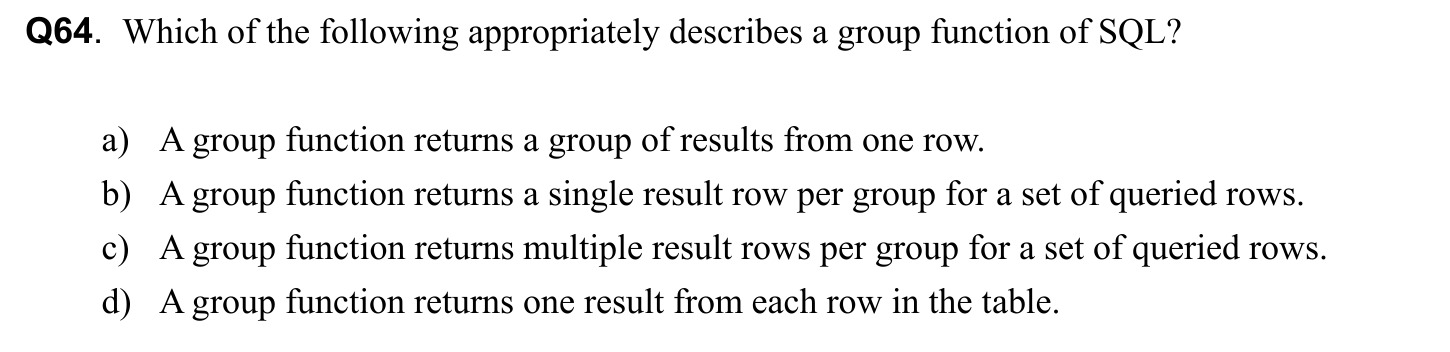 Q64. Which of the following appropriately describes a group function of SQL?
a) A group function returns a group of results from one row.
b) A group function returns a single result row per group for a set of queried rows.
c) A group function returns multiple result rows per group for a set of queried rows.
d) A group function returns one result from each row in the table.